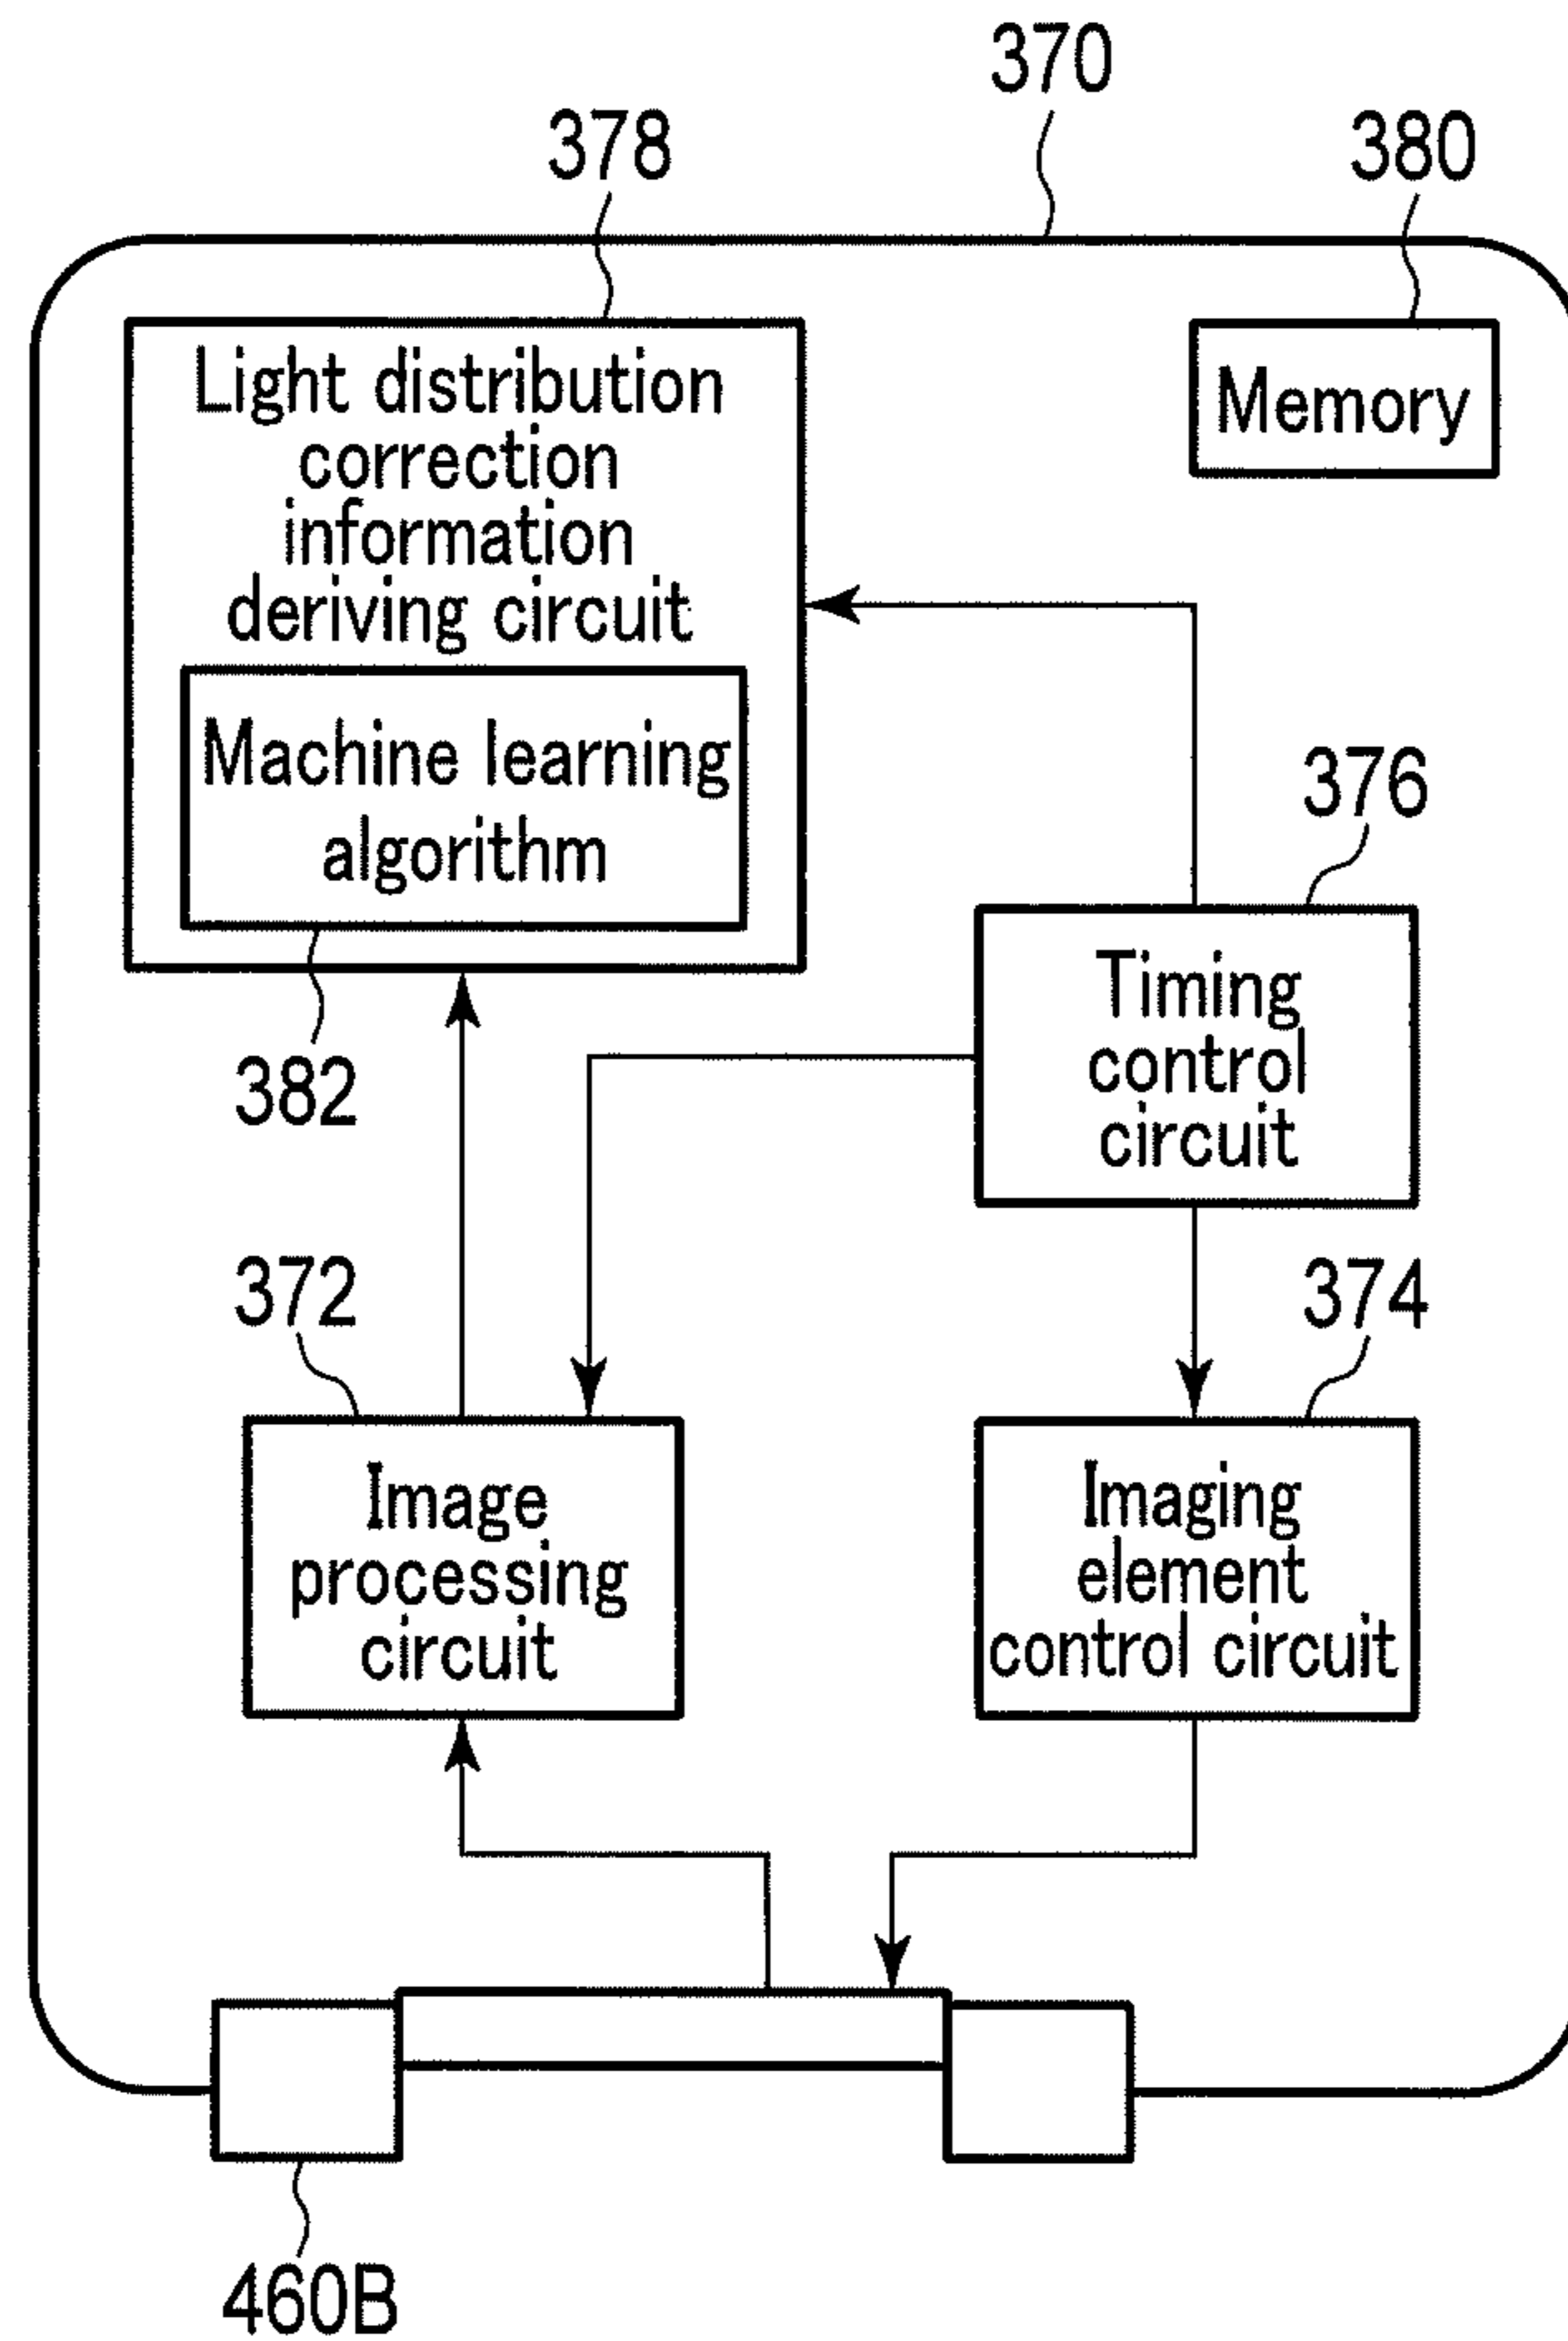 370
378
380
Light distribution
correction
information
deriving circuit
Memory
Machine learning
algorithm
376
Timing
control
circuit
382
372
374
Image
processing
circuit
Imaging
element
control circuit
460B